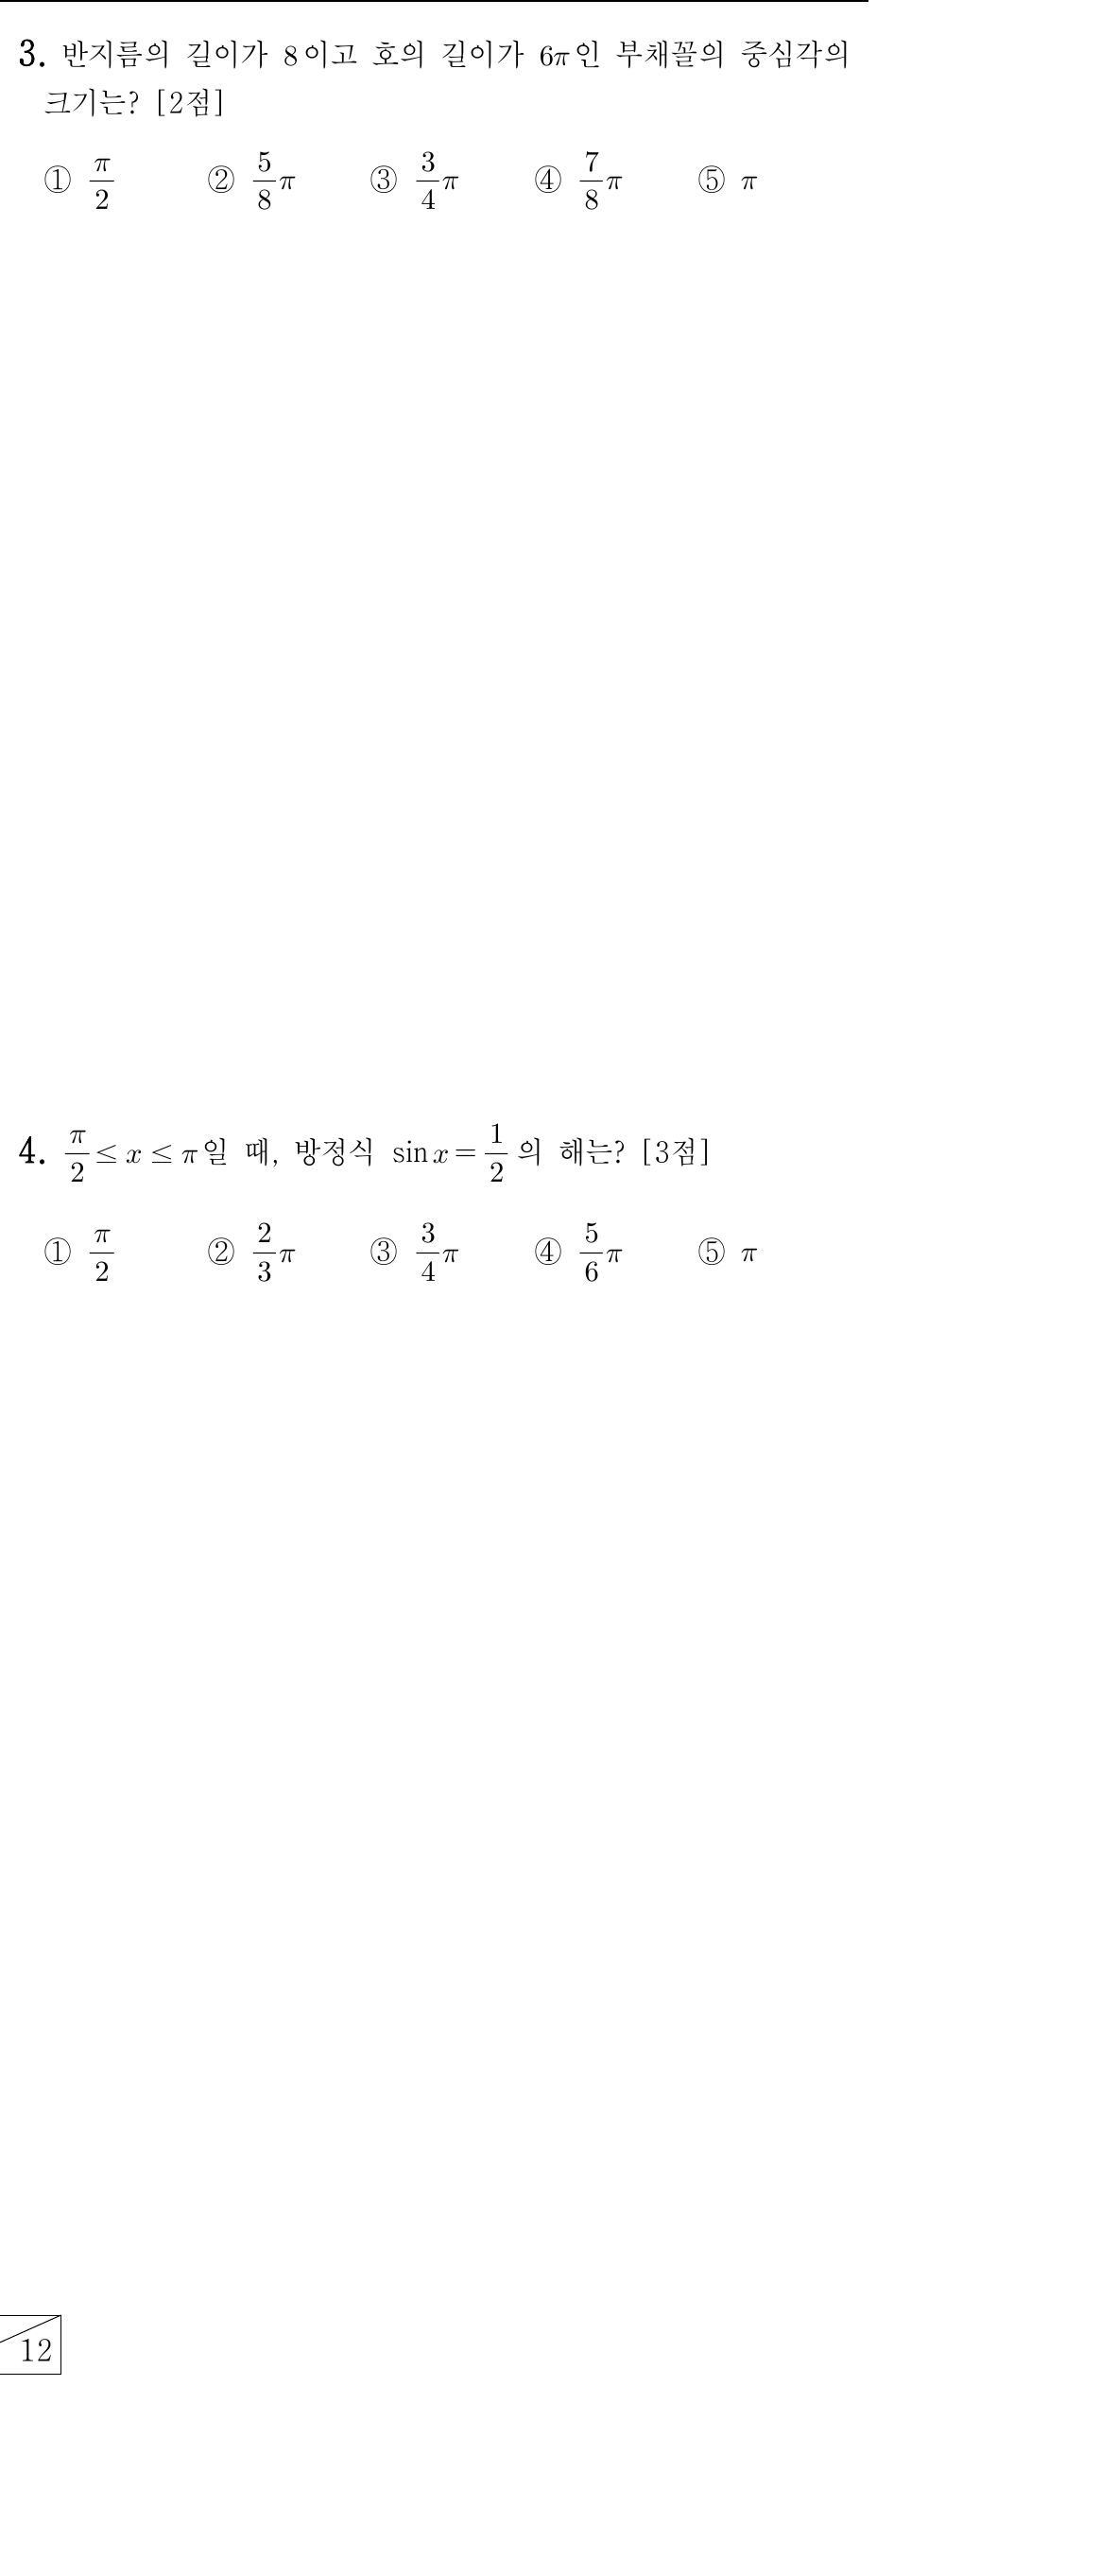 3. 반지름의 길이가 8이고 호의 길이가 6π인 부채꼴의 중심각의
크기는? [2점]
① π/2 ② 5/8π ③ 3/4π ④ 7/8π ⑤ π
4. π/2 ≤ x ≤ π일 때, 방정식 sin x = 1/2 의 해는? [3점]
① π/2 ② 2/3π ③ 3/4π ④ 5/6π ⑤ π
12